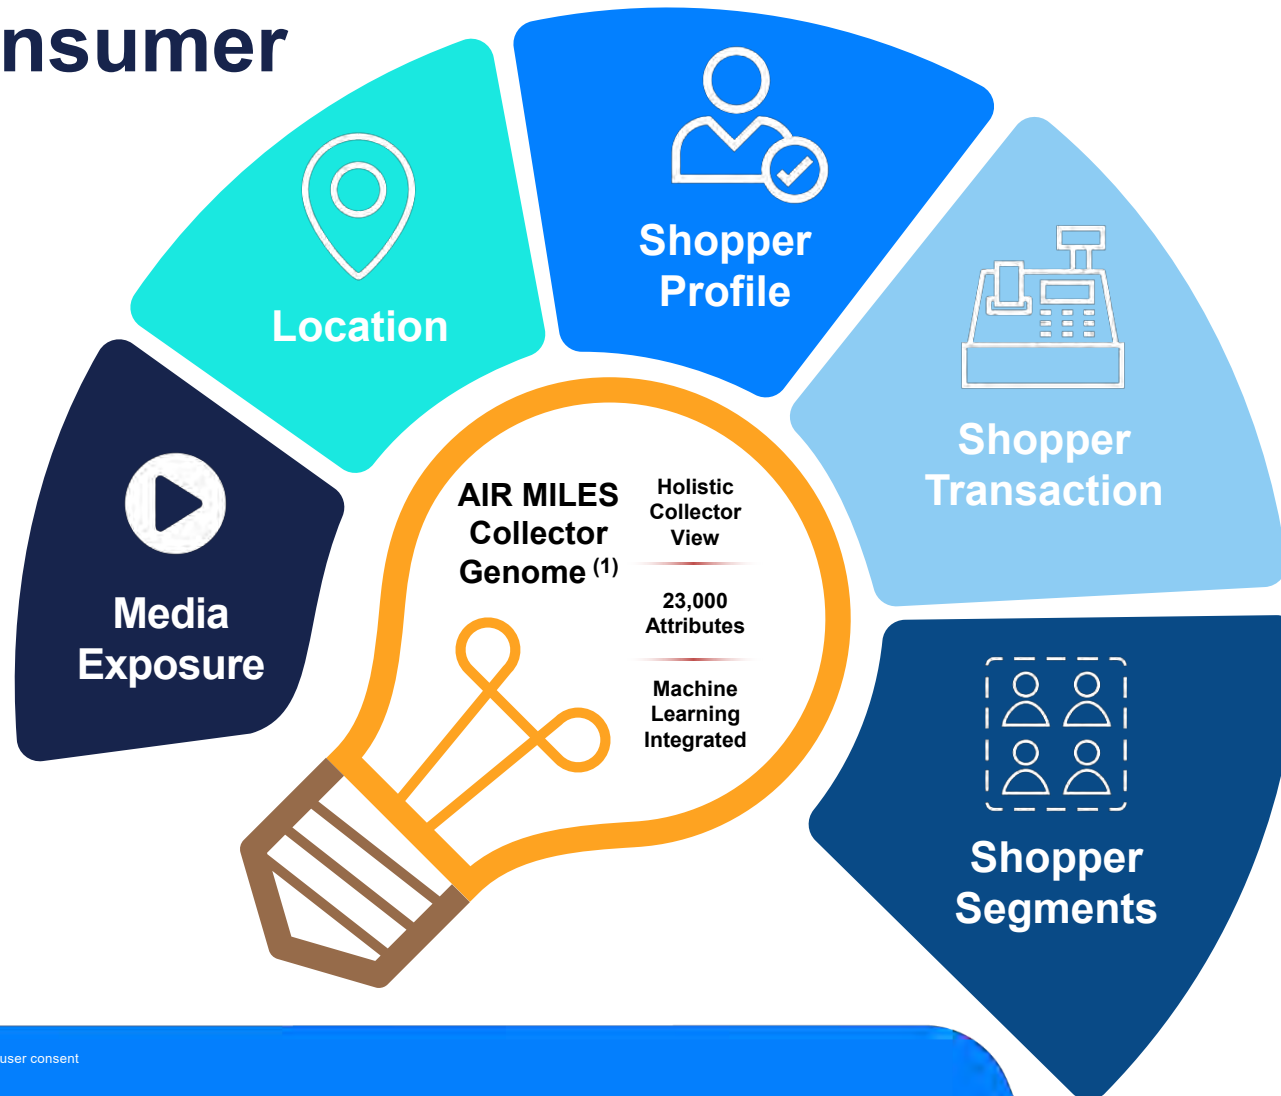 nsumer
Shopper
Profile
Location
Shopper
Transaction
Media
Exposure
AIR MILES
Collector
Genome (1)
Holistic
Collector
View
23,000
Attributes
Machine
Learning
Integrated
Shopper
Segments
user consent